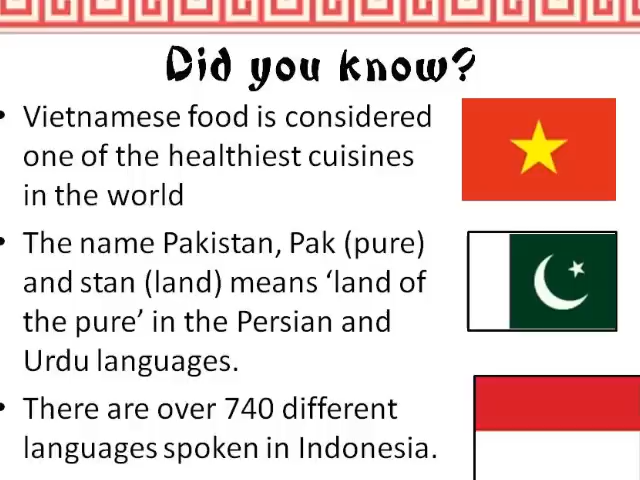 Did you know?
• Vietnamese food is considered
one of the healthiest cuisines
in the world
• The name Pakistan, Pak (pure)
and stan (land) means ‘land of
the pure’ in the Persian and
Urdu languages.
• There are over 740 different
languages spoken in Indonesia.